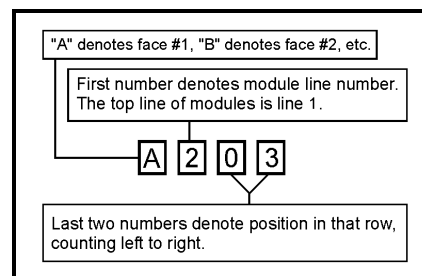 "A" denotes face #1, "B" denotes face #2, etc.
First number denotes module line number.
The top line of modules is line 1.
A 2 0 3
Last two numbers denote position in that row,
counting left to right.